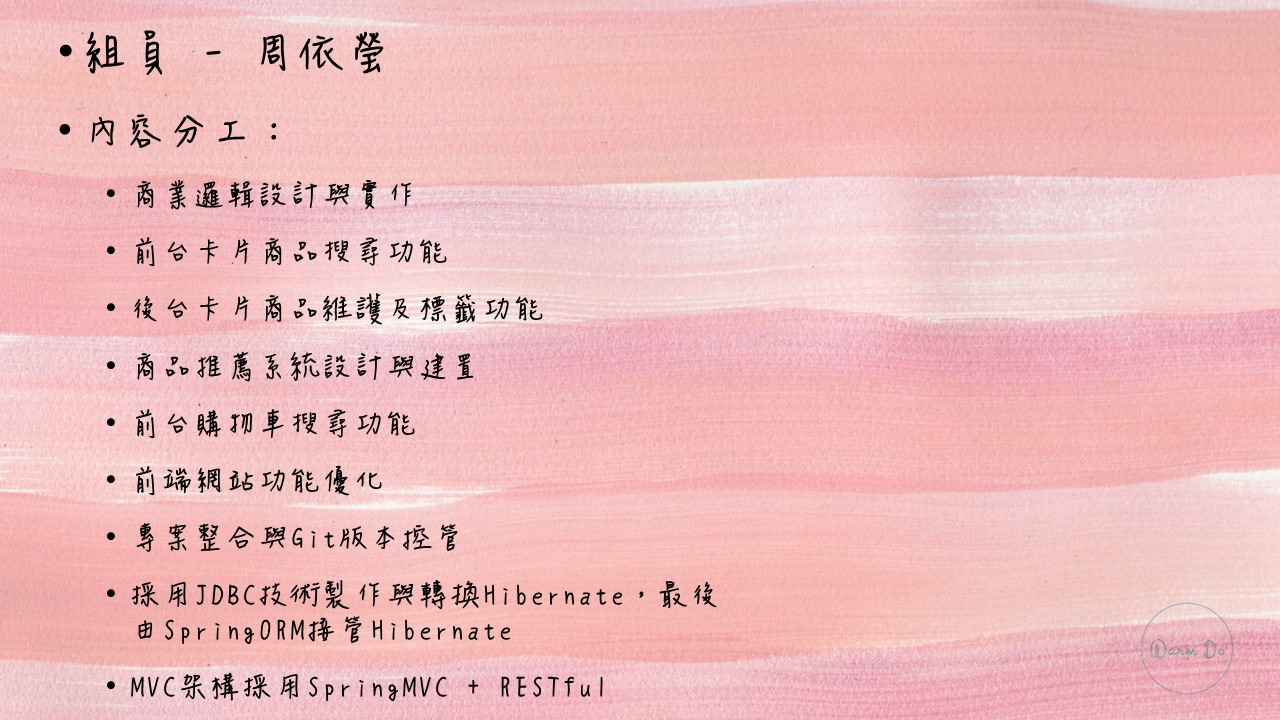 •組員 - 周依瑩
•內容分工：
•商業邏輯設計與實作
•前台卡片商品搜尋功能
•後台卡片商品維護及標籤功能
•商品推薦系統設計與建置
•前台購物車搜尋功能
•前端網站功能優化
•專案整合與Git版本控管
•採用JDBC技術製作與轉換Hibernate，最後
由SpringORM接管Hibernate
•MVC架構採用SpringMVC + RESTful
Warm Do